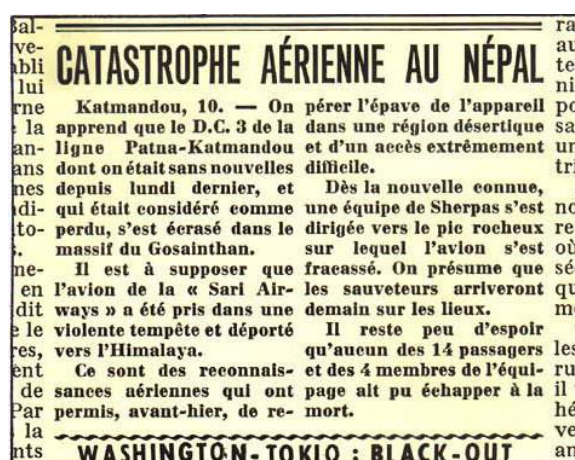 CATASTROPHE AÉRIENNE AU NÉPAL
Katmandou, 10. — On
apprend que le D.C. 3 de la
ligne Patna-Katmandou
dont on était sans nouvelles
depuis lundi dernier, et
qui était considéré comme
perdu, s'est écrasé dans le
massif du Gosainthan.
Il est à supposer que
l'avion de la « Sari Air-
ways » a été pris dans une
violente tempête et déporté
vers l'Himalaya.
Ce sont des reconnais-
sances aériennes qui ont
permis, avant-hier, de re-
pérer l'épave de l'appareil
dans une région désertique
et d'un accès extrêmement
difficile.
Dès la nouvelle connue,
une équipe de Sherpas s'est
dirigée vers le pic rocheux
sur lequel l'avion s'est
fracassé. On présume que
les sauveteurs arriveront
demain sur les lieux.
Il reste peu d'espoir
qu'aucun des 14 passagers
et des 4 membres de l'équi-
page ait pu échapper à la
mort.
WASHINGTON-TOKIO : BLACK-OUT